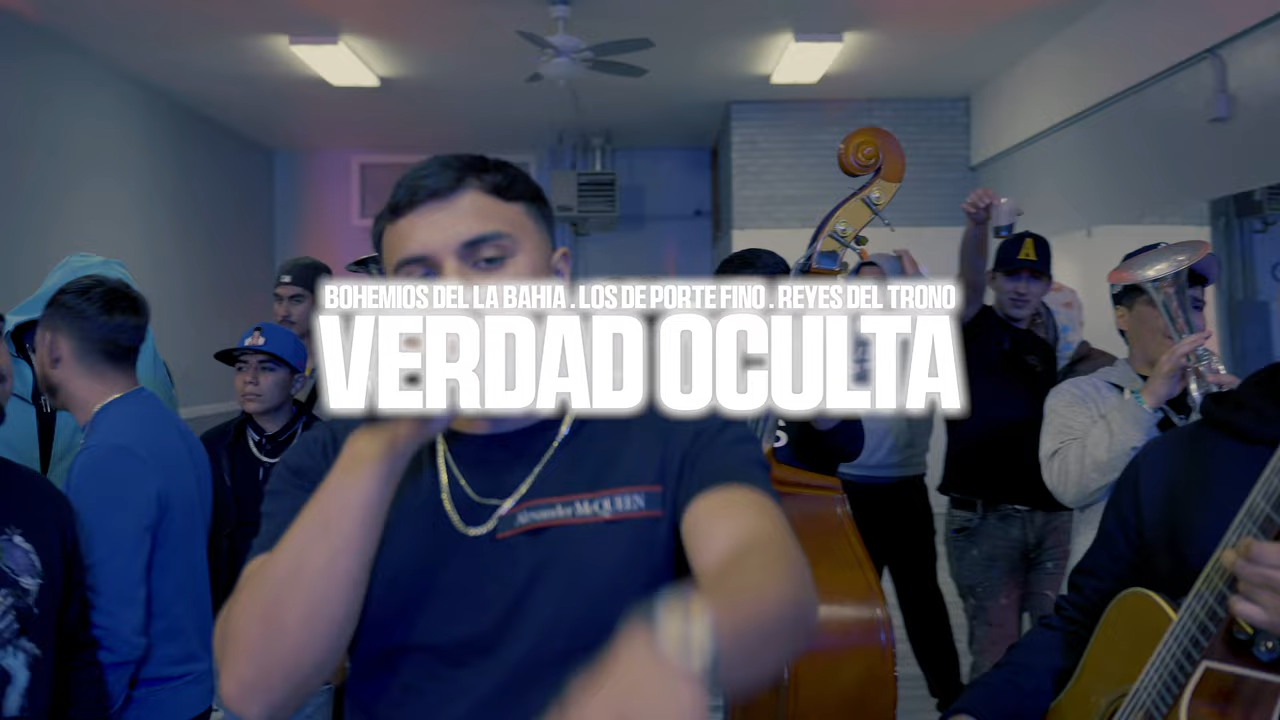 BOHEMIOS DEL LA BAHIA . LOS DE PORTE FINO . REYES DEL TRONO
VERDAD OCULTA
A
S
Alexander McQUEEN